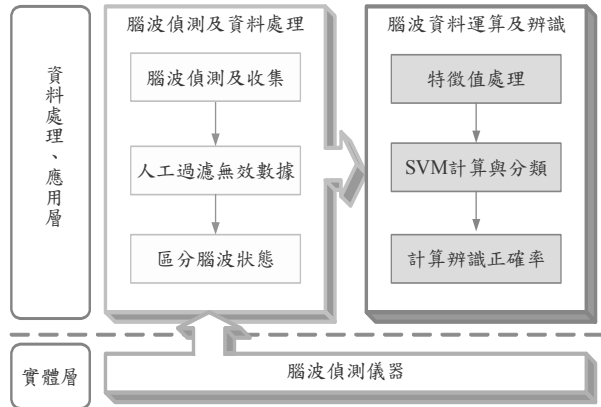 資料處理、應用層
腦波偵測及資料處理
腦波偵測及收集
人工過濾無效數據
區分腦波狀態
腦波資料運算及辨識
特徵值處理
SVM計算與分類
計算辨識正確率
實體層
腦波偵測儀器